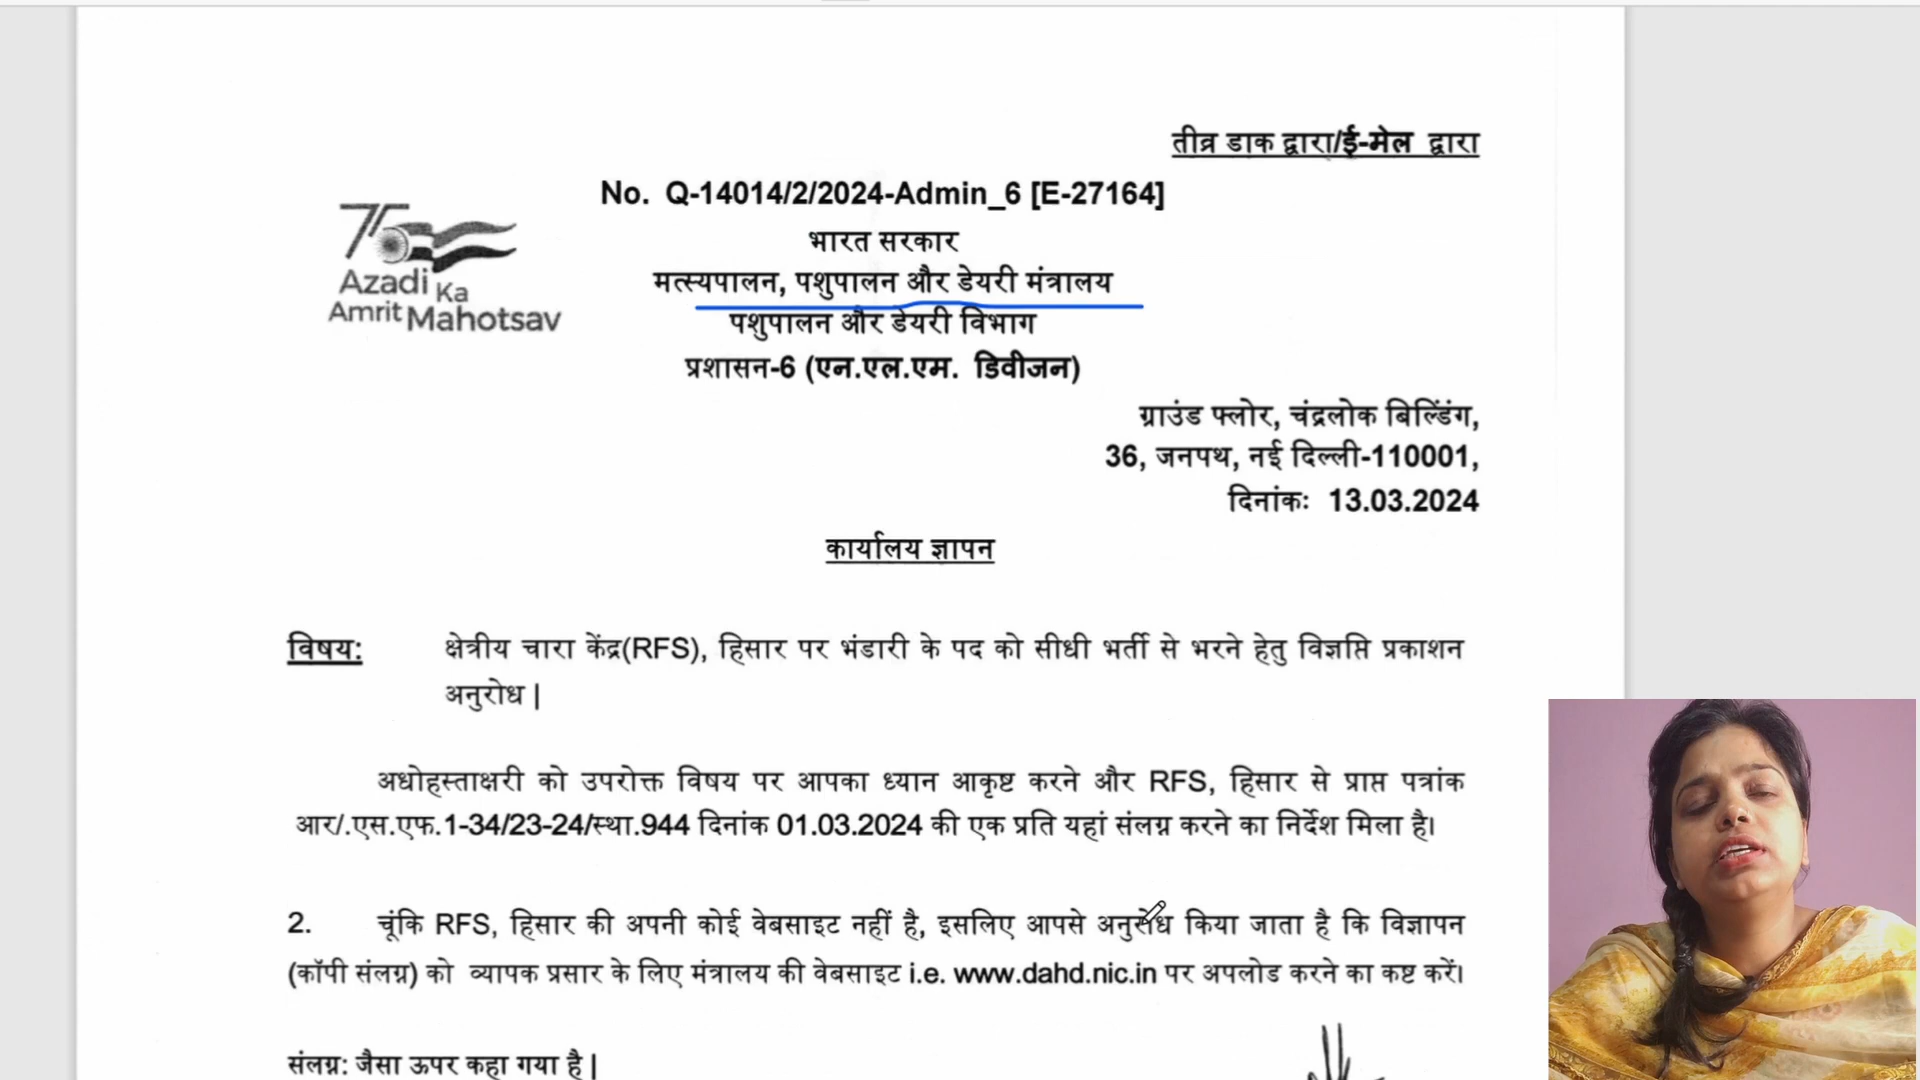 तीव्र डाक द्वारा/ई-मेल द्वारा
No. Q-14014/2/2024-Admin_6 [E-27164]
75
Azadi Ka
Amrit Mahotsav
भारत सरकार
मत्स्यपालन, पशुपालन और डेयरी मंत्रालय
पशुपालन और डेयरी विभाग
प्रशासन-6 (एन.एल.एम. डिवीजन)
ग्राउंड फ्लोर, चंद्रलोक बिल्डिंग,
36, जनपथ, नई दिल्ली-110001,
दिनांकः 13.03.2024
कार्यालय ज्ञापन
विषय: क्षेत्रीय चारा केंद्र(RFS), हिसार पर भंडारी के पद को सीधी भर्ती से भरने हेतु विज्ञप्ति प्रकाशन
अनुरोध |
अधोहस्ताक्षरी को उपरोक्त विषय पर आपका ध्यान आकृष्ट करने और RFS, हिसार से प्राप्त पत्रांक
आर/.एस.एफ.1-34/23-24/स्था.944 दिनांक 01.03.2024 की एक प्रति यहां संलग्न करने का निर्देश मिला है।
2. चूंकि RFS, हिसार की अपनी कोई वेबसाइट नहीं है, इसलिए आपसे अनुरोध किया जाता है कि विज्ञापन
(कॉपी संलग्न) को व्यापक प्रसार के लिए मंत्रालय की वेबसाइट i.e. www.dahd.nic.in पर अपलोड करने का कष्ट करें।
संलग्न: जैसा ऊपर कहा गया है |